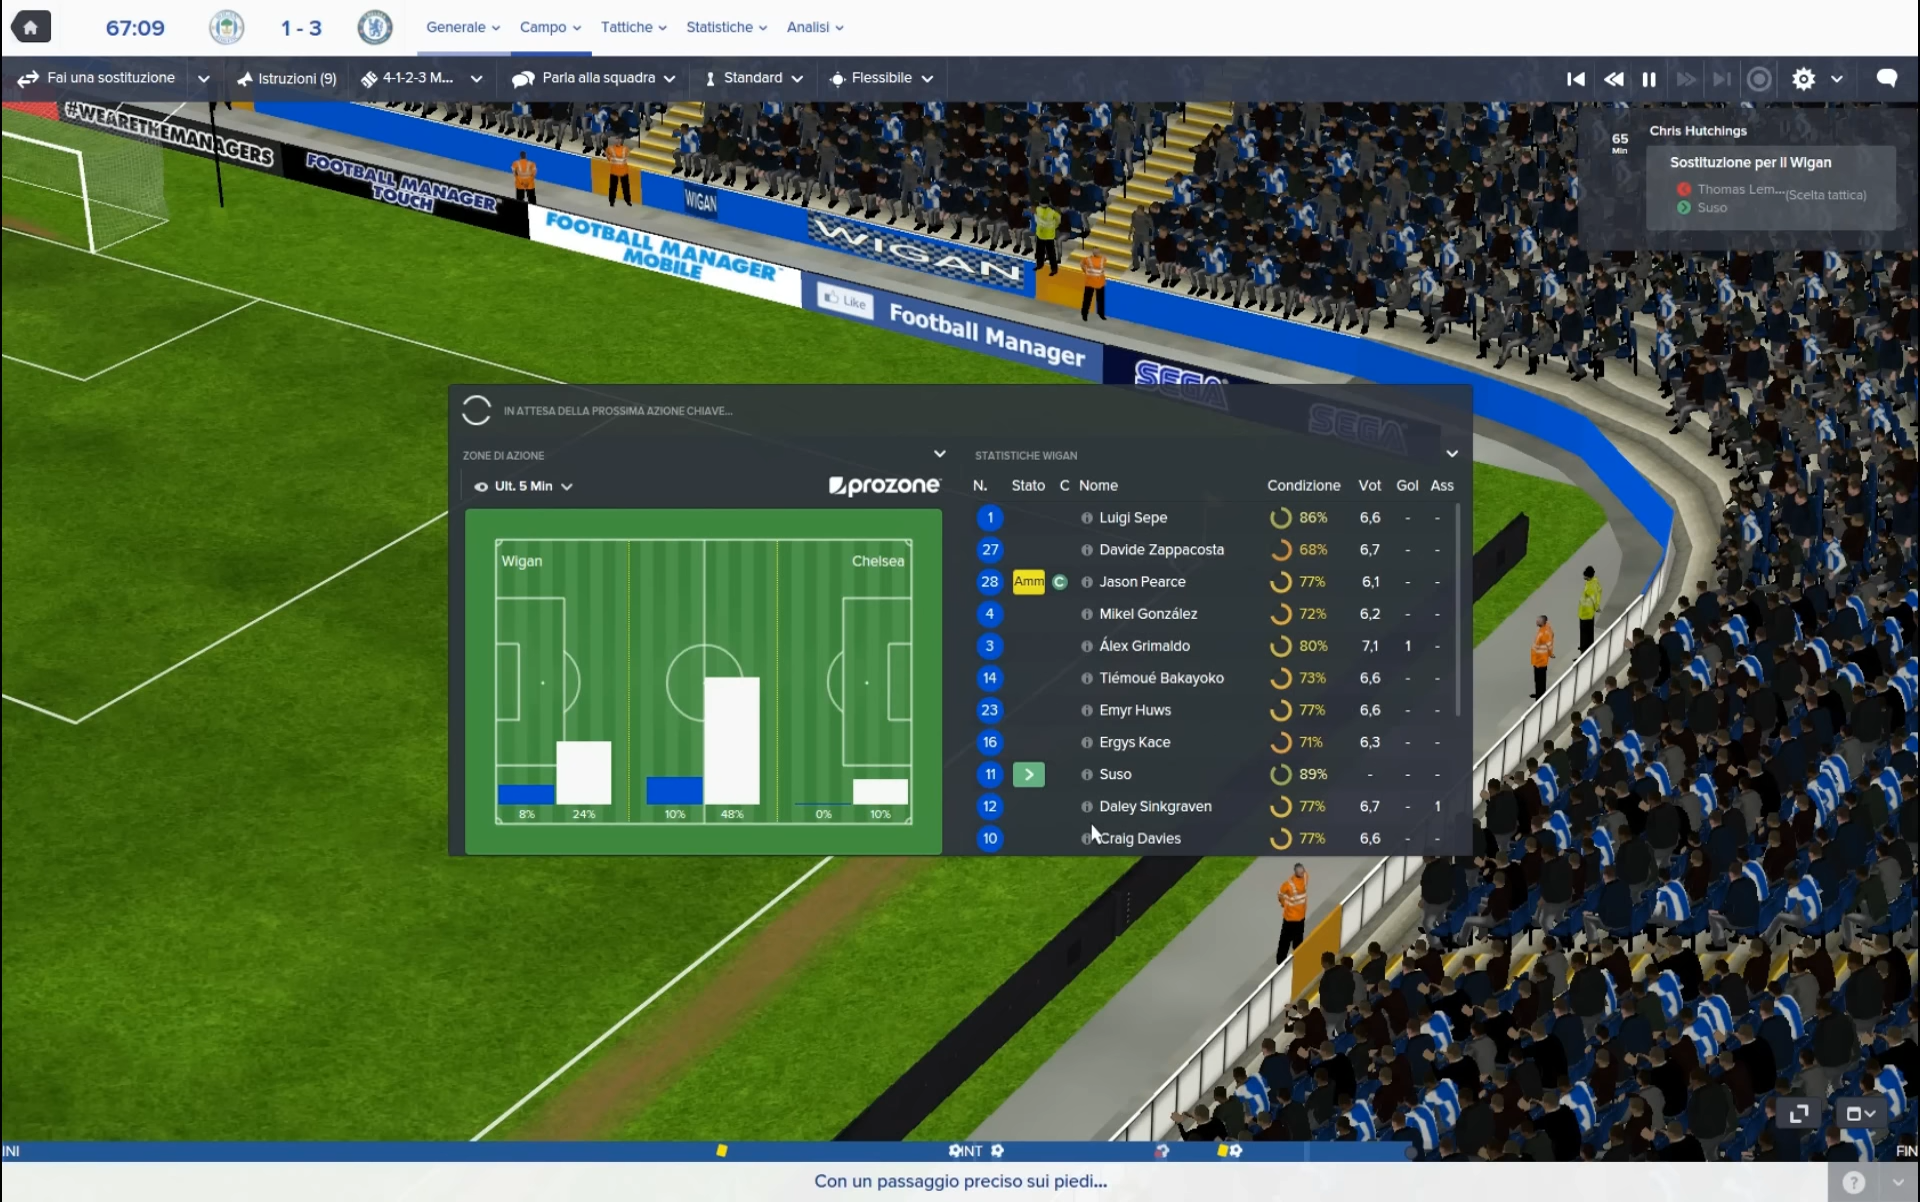 67:09 1 - 3 Generale Campo Tattiche Statistiche Analisi
Fai una sostituzione Istruzioni (9) 4-1-2-3 M... Parla alla squadra Standard Flessibile
#WEARETHEMANAGERS
FOOTBALL MANAGER
TOUCH
FOOTBALL MANAGER
MOBILE
WIGAN
WIGAN
Like Football Manager
SEGA
SEGA
65
Min
Chris Hutchings
Sostituzione per il Wigan
Thomas Lem...(Scelta tattica)
Suso
IN ATTESA DELLA PROSSIMA AZIONE CHIAVE...
ZONE DI AZIONE
Ult. 5 Min prozone
Wigan Chelsea
8% 24% 10% 48% 0% 10%
STATISTICHE WIGAN
N. Stato C Nome Condizione Vot Gol Ass
1 Luigi Sepe 86% 6,6 - -
27 Davide Zappacosta 68% 6,7 - -
28 Amm C Jason Pearce 77% 6,1 - -
4 Mikel González 72% 6,2 - -
3 Álex Grimaldo 80% 7,1 1 -
14 Tiémoué Bakayoko 73% 6,6 - -
23 Emyr Huws 77% 6,6 - -
16 Ergys Kace 71% 6,3 - -
11 Suso 89% - - -
12 Daley Sinkgraven 77% 6,7 - 1
10 Craig Davies 77% 6,6 - -
INI INT FIN
Con un passaggio preciso sui piedi...